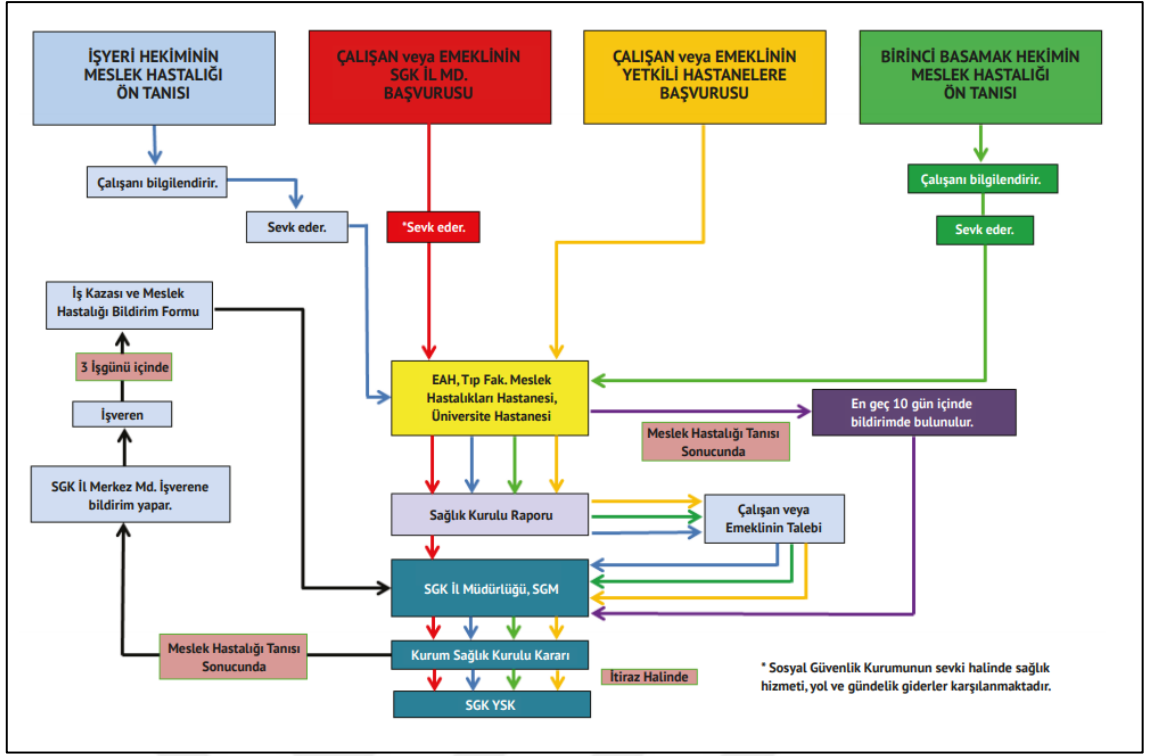 İŞYERİ HEKİMİNİN
MESLEK HASTALIĞI
ÖN TANISI
ÇALIŞAN veya EMEKLİNİN
SGK İL MD.
BAŞVURUSU
ÇALIŞAN veya EMEKLİNİN
YETKİLİ HASTANELERE
BAŞVURUSU
BİRİNCİ BASAMAK HEKİMİN
MESLEK HASTALIĞI
ÖN TANISI
Çalışanı bilgilendirir.
Çalışanı bilgilendirir.
Sevk eder.
*Sevk eder.
Sevk eder.
İş Kazası ve Meslek
Hastalığı Bildirim Formu
3 İşgünü içinde
İşveren
SGK İl Merkez Md. İşverene
bildirim yapar.
EAH, Tıp Fak. Meslek
Hastalıkları Hastanesi,
Üniversite Hastanesi
En geç 10 gün içinde
bildirimde bulunulur.
Meslek Hastalığı Tanısı
Sonucunda
Sağlık Kurulu Raporu
Çalışan veya
Emeklinin Talebi
SGK İl Müdürlüğü, SGM
Meslek Hastalığı Tanısı
Sonucunda
Kurum Sağlık Kurulu Kararı
İtiraz Halinde
SGK YSK
* Sosyal Güvenlik Kurumunun sevki halinde sağlık
hizmeti, yol ve gündelik giderler karşılanmaktadır.